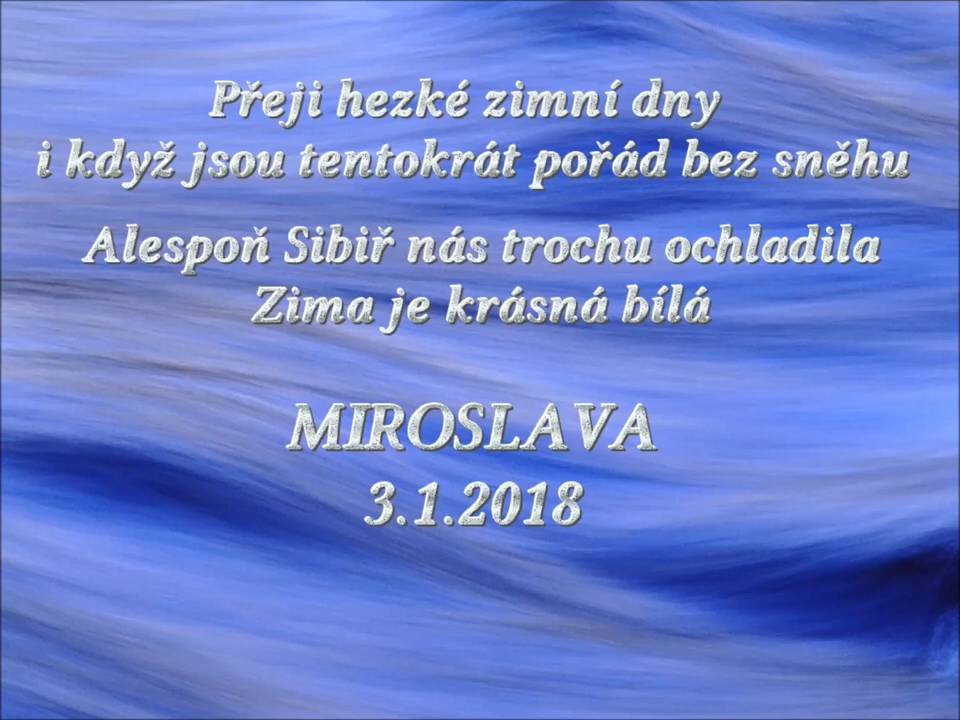 Přeji hezké zimní dny
i když jsou tentokrát pořád bez sněhu
Alespoň Sibiř nás trochu ochladila
Zima je krásná bílá
MIROSLAVA
3.1.2018